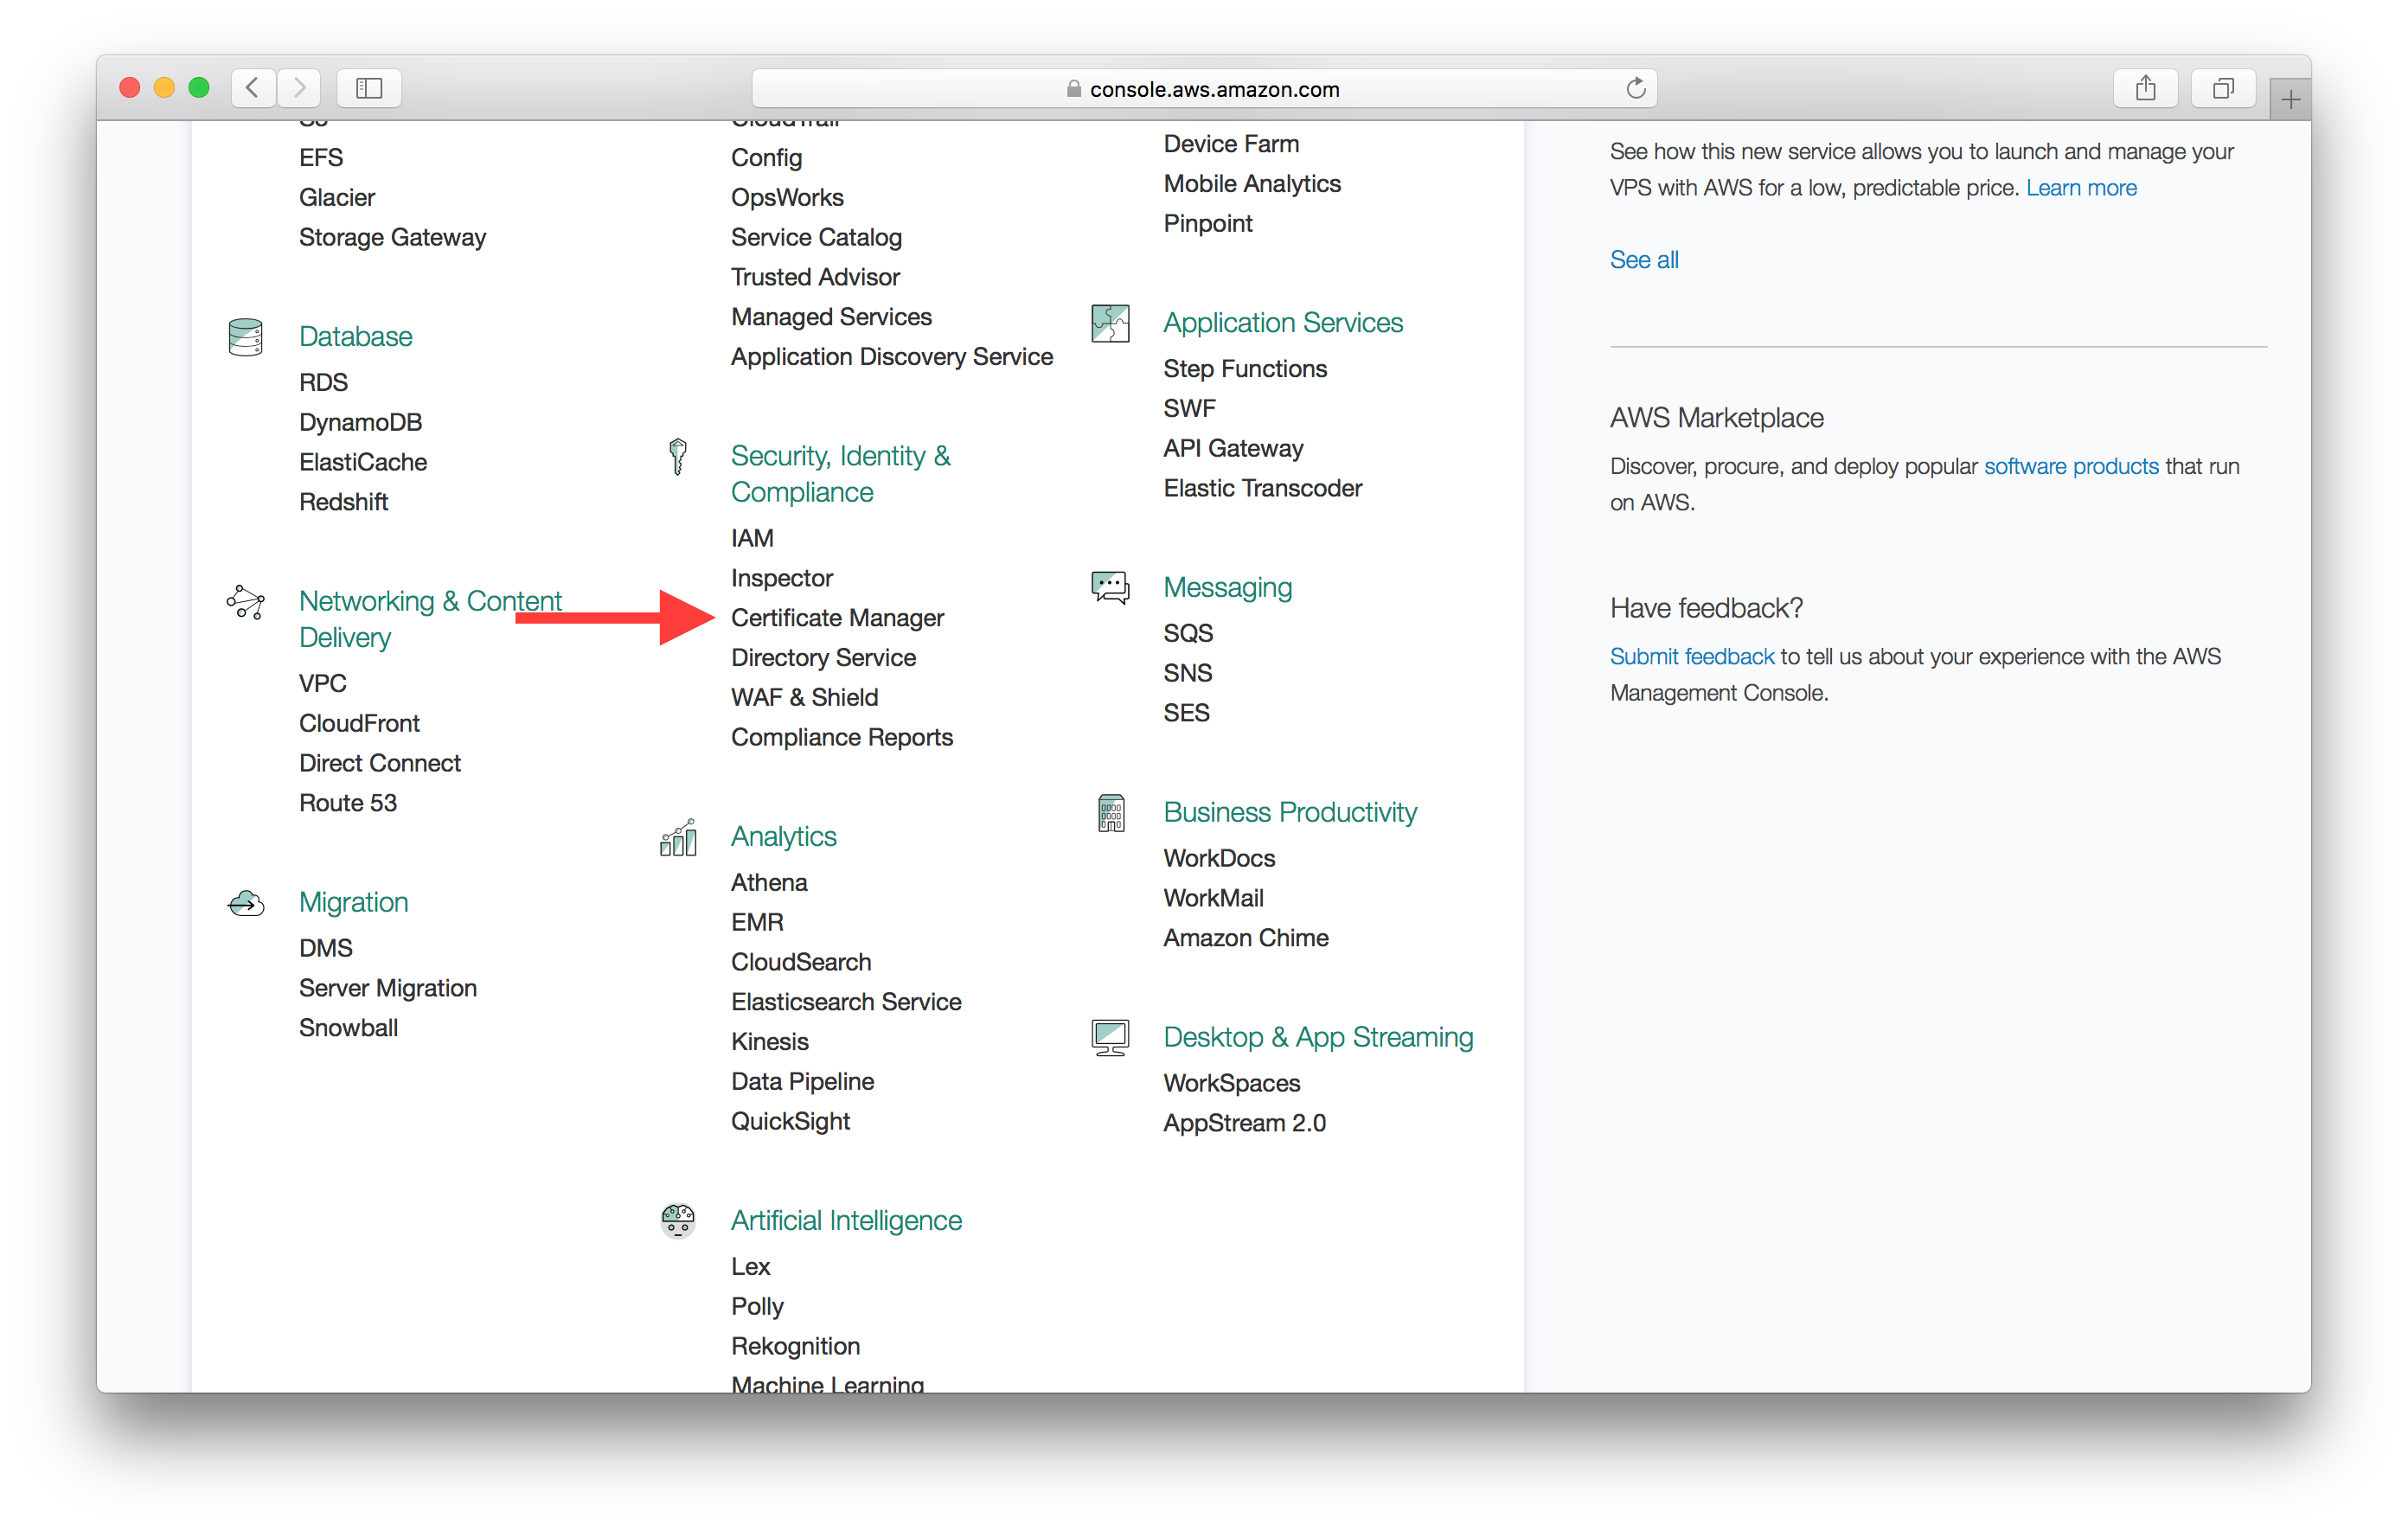 console.aws.amazon.com
S3
EFS
Glacier
Storage Gateway
Database
RDS
DynamoDB
ElastiCache
Redshift
Networking & Content
Delivery
VPC
CloudFront
Direct Connect
Route 53
Migration
DMS
Server Migration
Snowball
CloudTrail
Config
OpsWorks
Service Catalog
Trusted Advisor
Managed Services
Application Discovery Service
Security, Identity &
Compliance
IAM
Inspector
Certificate Manager
Directory Service
WAF & Shield
Compliance Reports
Analytics
Athena
EMR
CloudSearch
Elasticsearch Service
Kinesis
Data Pipeline
QuickSight
Artificial Intelligence
Lex
Polly
Rekognition
Machine Learning
Device Farm
Mobile Analytics
Pinpoint
Application Services
Step Functions
SWF
API Gateway
Elastic Transcoder
Messaging
SQS
SNS
SES
Business Productivity
WorkDocs
WorkMail
Amazon Chime
Desktop & App Streaming
WorkSpaces
AppStream 2.0
See how this new service allows you to launch and manage your
VPS with AWS for a low, predictable price. Learn more
See all
AWS Marketplace
Discover, procure, and deploy popular software products that run
on AWS.
Have feedback?
Submit feedback to tell us about your experience with the AWS
Management Console.